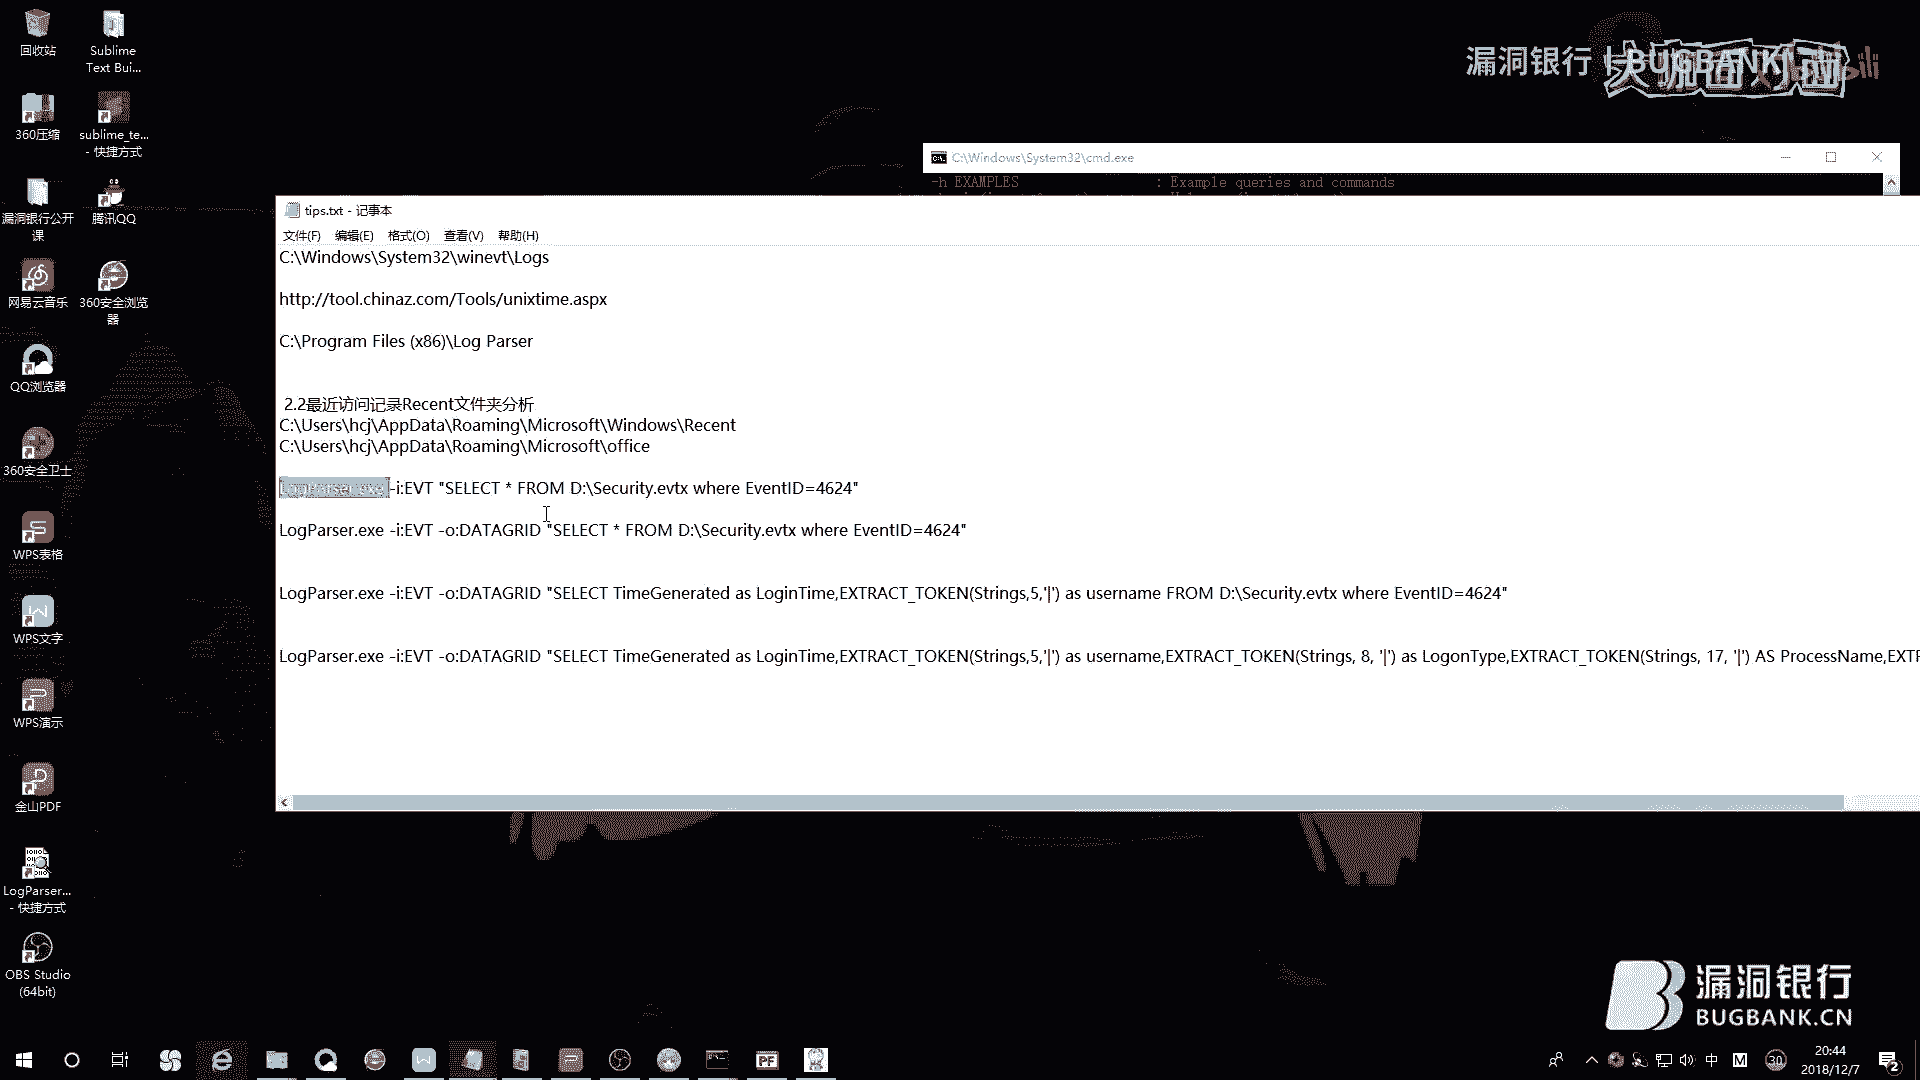 回收站
Sublime
Text Bui...
360压缩
sublime_te...
- 快捷方式
漏洞银行公开
课
腾讯QQ
网易云音乐
360安全浏览
器
QQ浏览器
360安全卫士
WPS表格
WPS文字
WPS演示
金山PDF
LogParser...
- 快捷方式
OBS Studio
(64bit)
漏洞银行 | BUGBANK
C:\Windows\System32\cmd.exe
-h EXAMPLES : Example queries and commands
tips.txt - 记事本
文件(F) 编辑(E) 格式(O) 查看(V) 帮助(H)
C:\Windows\System32\winevt\Logs
http://tool.chinaz.com/Tools/unixtime.aspx
C:\Program Files (x86)\Log Parser
2.2最近访问记录Recent文件夹分析
C:\Users\hcj\AppData\Roaming\Microsoft\Windows\Recent
C:\Users\hcj\AppData\Roaming\Microsoft\office
LogParser.exe -i:EVT "SELECT * FROM D:\Security.evtx where EventID=4624"
LogParser.exe -i:EVT -o:DATAGRID "SELECT * FROM D:\Security.evtx where EventID=4624"
LogParser.exe -i:EVT -o:DATAGRID "SELECT TimeGenerated as LoginTime,EXTRACT_TOKEN(Strings,5,'|') as username FROM D:\Security.evtx where EventID=4624"
LogParser.exe -i:EVT -o:DATAGRID "SELECT TimeGenerated as LoginTime,EXTRACT_TOKEN(Strings,5,'|') as username,EXTRACT_TOKEN(Strings, 8, '|') as LogonType,EXTRACT_TOKEN(Strings, 17, '|') AS ProcessName,EXTR
漏洞银行
BUGBANK.CN
PF
中
M
30
20:44
2018/12/7
2